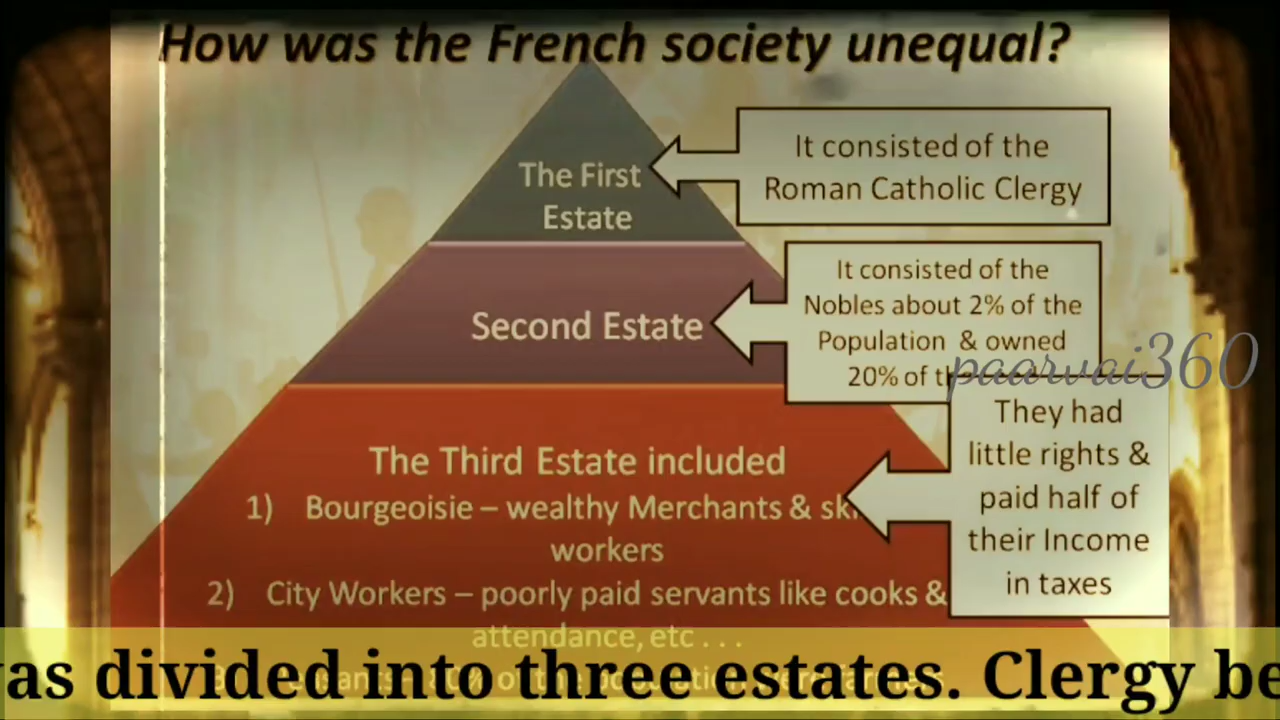 How was the French society unequal?
The First
Estate
It consisted of the
Roman Catholic Clergy
Second Estate
It consisted of the
Nobles about 2% of the
Population & owned
20% of
paarvai360
The Third Estate included
1) Bourgeoisie – wealthy Merchants &
workers
2) City Workers – poorly paid servants like cooks &
attendance, etc . . .
They had
little rights &
paid half of
their Income
in taxes
as divided into three estates. Clergy be